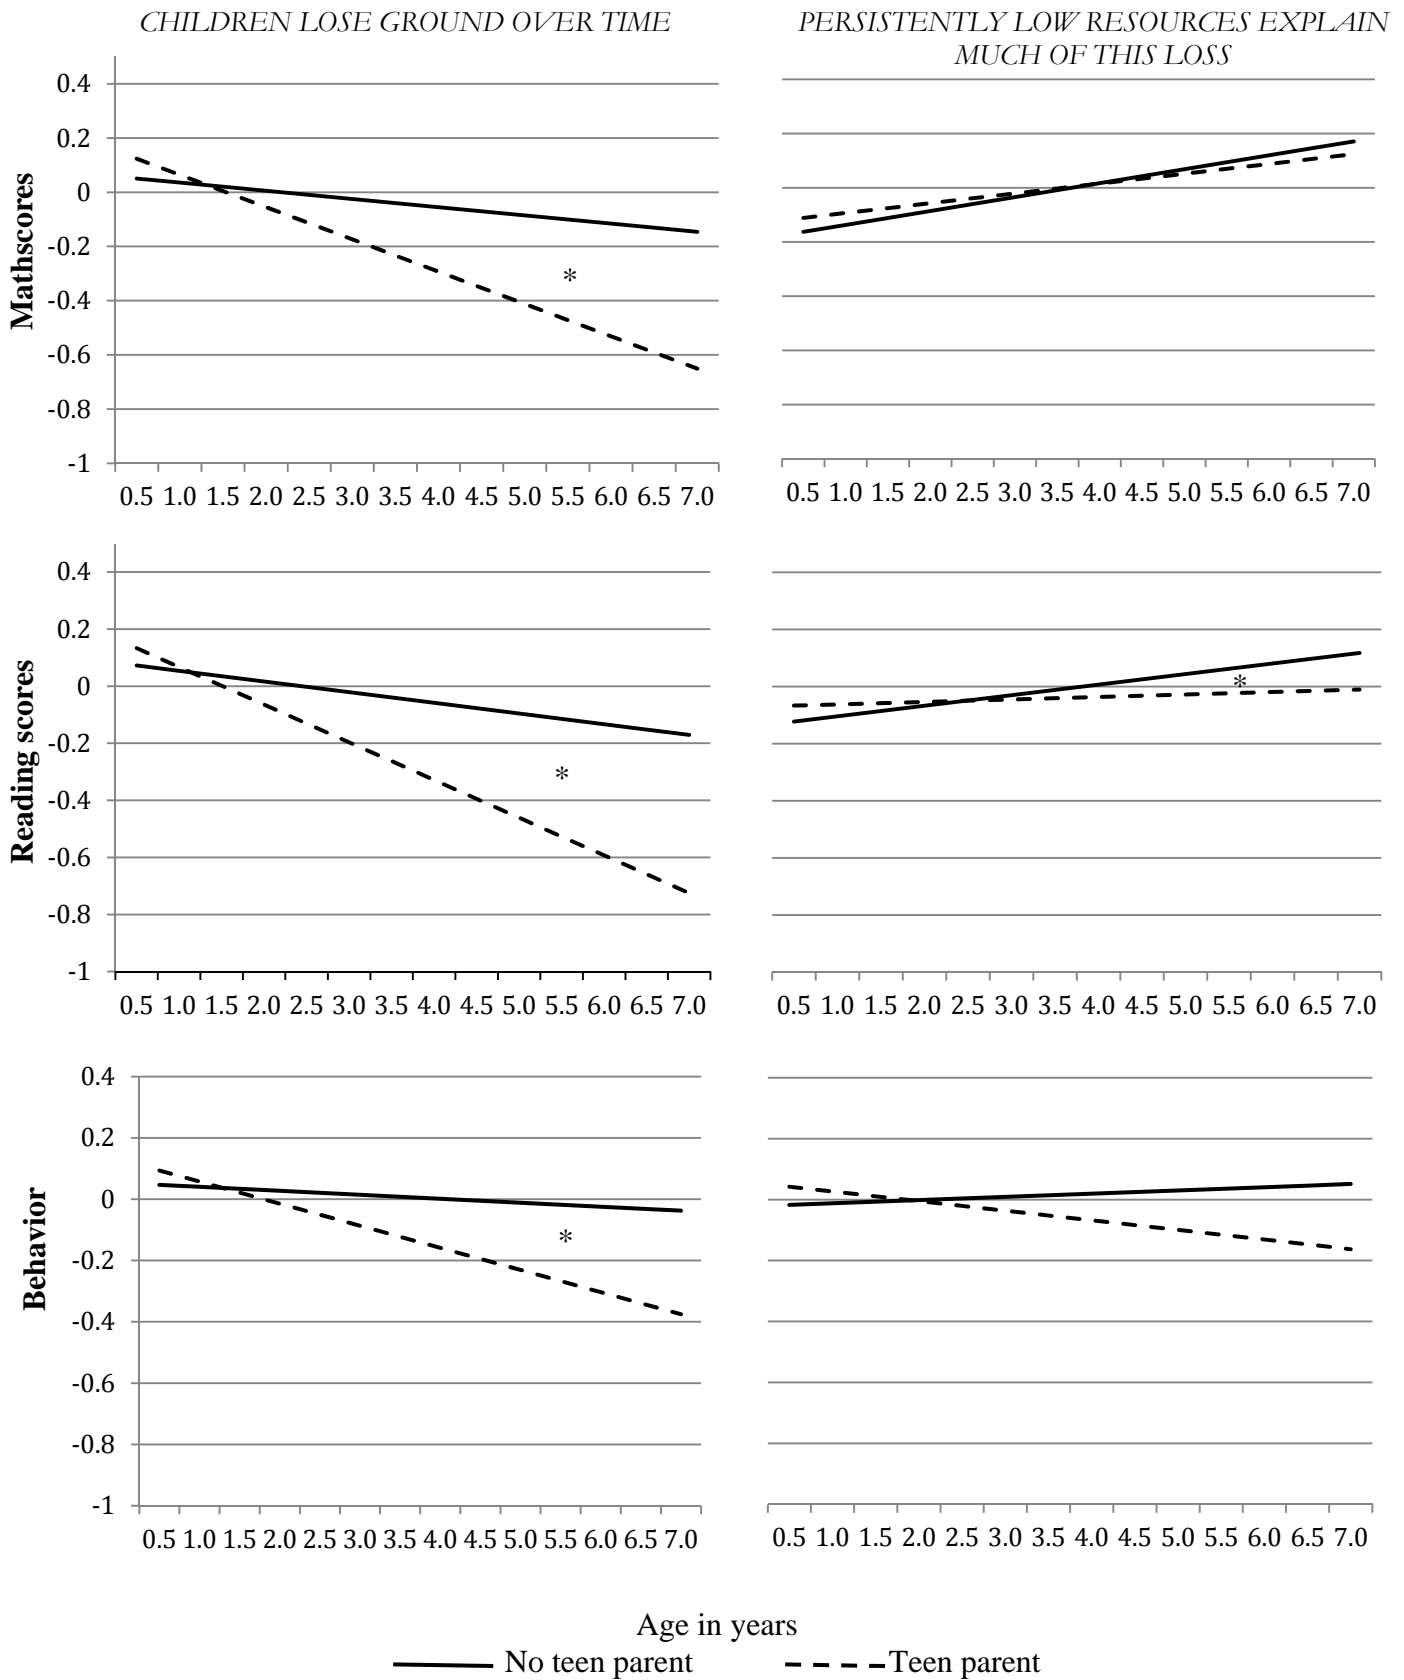 CHILDREN LOSE GROUND OVER TIME
PERSISTENTLY LOW RESOURCES EXPLAIN
MUCH OF THIS LOSS
Mathscores
0.4
0.2
0
-0.2
-0.4
-0.6
-0.8
-1
*
0.5 1.0 1.5 2.0 2.5 3.0 3.5 4.0 4.5 5.0 5.5 6.0 6.5 7.0
0.5 1.0 1.5 2.0 2.5 3.0 3.5 4.0 4.5 5.0 5.5 6.0 6.5 7.0
Reading scores
0.4
0.2
0
-0.2
-0.4
-0.6
-0.8
-1
*
*
0.5 1.0 1.5 2.0 2.5 3.0 3.5 4.0 4.5 5.0 5.5 6.0 6.5 7.0
0.5 1.0 1.5 2.0 2.5 3.0 3.5 4.0 4.5 5.0 5.5 6.0 6.5 7.0
Behavior
0.4
0.2
0
-0.2
-0.4
-0.6
-0.8
-1
*
0.5 1.0 1.5 2.0 2.5 3.0 3.5 4.0 4.5 5.0 5.5 6.0 6.5 7.0
0.5 1.0 1.5 2.0 2.5 3.0 3.5 4.0 4.5 5.0 5.5 6.0 6.5 7.0
Age in years
No teen parent
Teen parent